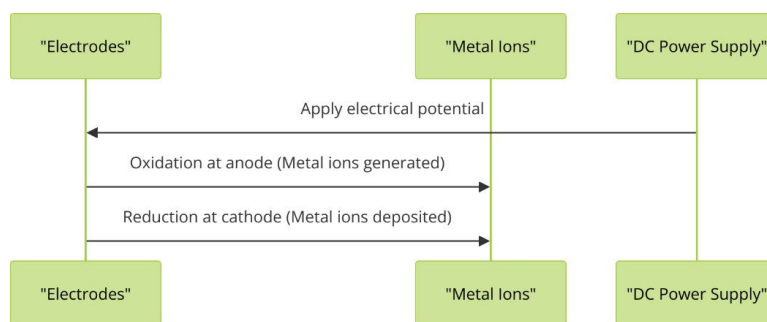 "Electrodes" "Metal Ions" "DC Power Supply"
Apply electrical potential
Oxidation at anode (Metal ions generated)
Reduction at cathode (Metal ions deposited)
"Electrodes" "Metal Ions" "DC Power Supply"